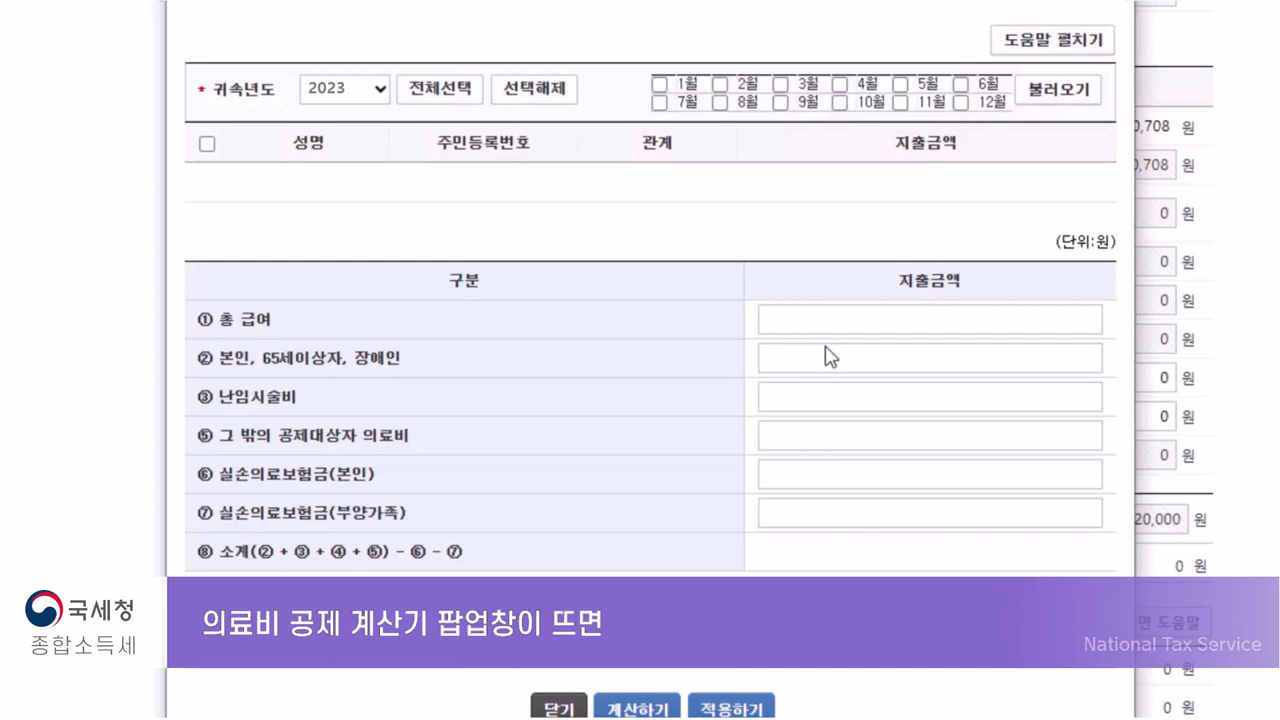 도움말 펼치기
* 귀속년도 2023 전체선택 선택해제 1월 2월 3월 4월 5월 6월 불러오기
7월 8월 9월 10월 11월 12월
성명 주민등록번호 관계 지출금액
(단위:원)
구분 지출금액
① 총 급여
② 본인, 65세이상자, 장애인
③ 난임시술비
⑤ 그 밖의 공제대상자 의료비
⑥ 실손의료보험금(본인)
⑦ 실손의료보험금(부양가족)
⑧ 소계(② + ③ + ④ + ⑤) - ⑥ - ⑦
0,708 원
0,708 원
0 원
0 원
0 원
0 원
0 원
0 원
0 원
20,000 원
0 원
면 도움말
0 원
0 원
국세청
종합소득세
의료비 공제 계산기 팝업창이 뜨면
National Tax Service
닫기 계산하기 적용하기